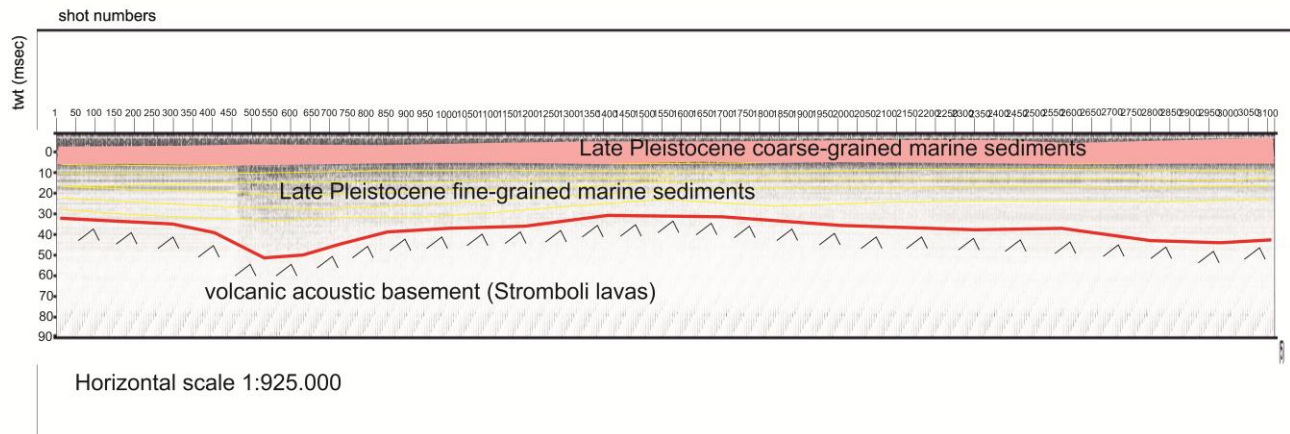 shot numbers
twt (msec)
1 50 100 150 200 250 300 350 400 450 500 540 600 650 700 750 800 850 900 950 1000 1050 1100 1150 1200 1250 1300 1350 1400 1450 1500 1550 1600 1650 1700 1750 1800 1850 1900 1950 2000 2050 2100 2150 2200 2250 2300 2350 2400 2450 2500 2550 2600 2650 2700 2750 2800 2850 2900 2950 3000 3050 3100
0
Late Pleistocene coarse-grained marine sediments
10
20
Late Pleistocene fine-grained marine sediments
30
40
50
60
volcanic acoustic basement (Stromboli lavas)
70
80
90
Horizontal scale 1:925.000